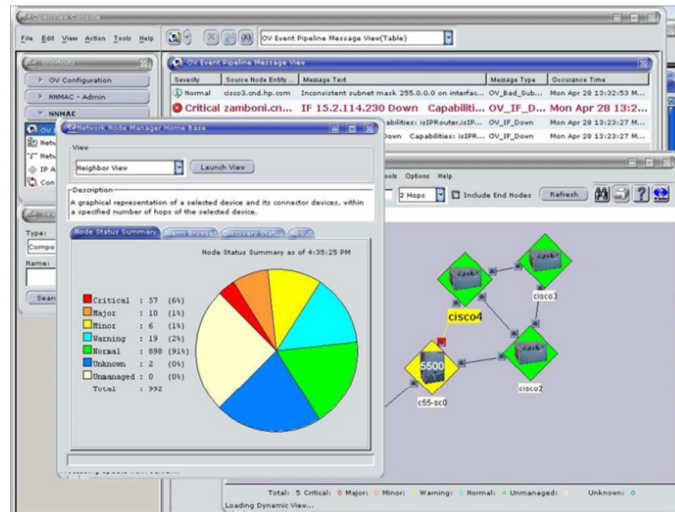 File Edit View Action Tools Help
OV Event Pipeline Message View(Table)
Shortcuts
OV Configuration
NNMAC - Admin
NNMAC
OV Event Pipeline Message View
Severity Source Node Entity... Message Text Message Type Occurance Time
Normal cisco3.cnd.hp.com Inconsistent subnet mask 255.0.0.0 on interfac... OV_Bad_Sub... Mon Apr 28 13:32:53 M...
Critical zamboni.cn... IF 15.2.114.230 Down Capabiliti... OV_IF_D... Mon Apr 28 13:2...
abilities: isIPRouter,isIP... OV_IF_Down Mon Apr 28 13:23:27 M...
Down Capabilities: isIPR... OV_IF_Down Mon Apr 28 13:23:27 M...
Network Node Manager Home Base
View
Neighbor View Launch View
Description
A graphical representation of a selected device and its connector devices, within
a specified number of hops of the selected device.
Node Status Summary
Node Status Summary as of 4:35:25 PM
Critical : 57 (6%)
Major : 10 (1%)
Minor : 6 (1%)
Warning : 19 (2%)
Normal : 898 (91%)
Unknown : 2 (0%)
Unmanaged : 0 (0%)
Total : 992
Type:
Compo
Name:
Sear
ools Options Help
2 Hops Include End Nodes Refresh
cisco4
cisco3
5500
cisco2
c55-sc0
Total: 5 Critical: 0 Major: Minor: Warning: Normal: 4 Unmanaged: Unknown: 0
Loading Dynamic View...